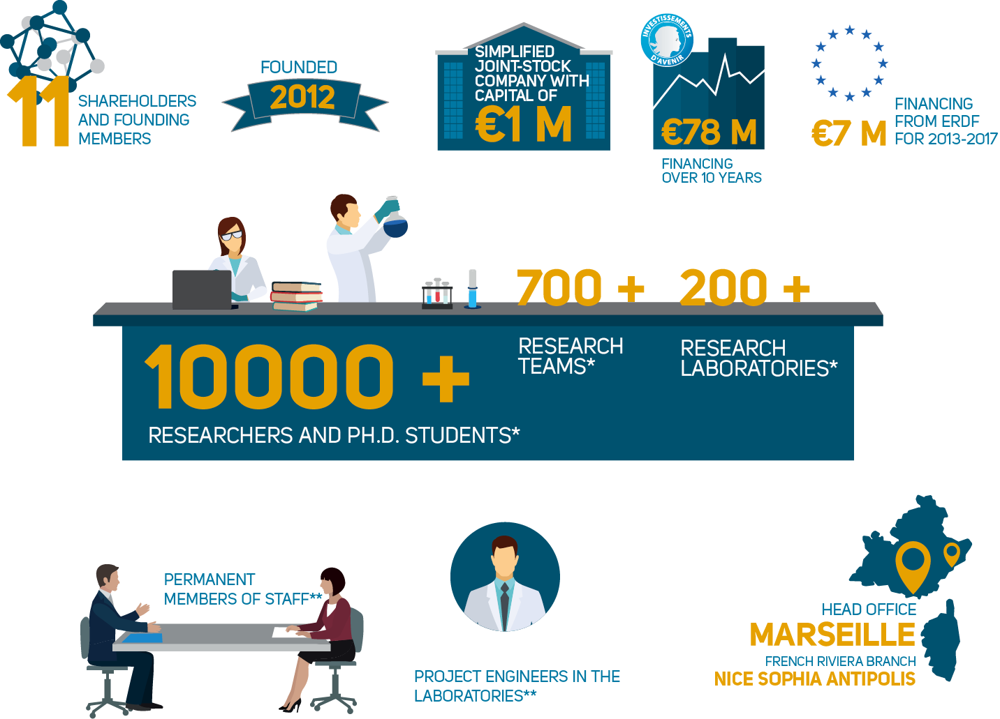 11
SHAREHOLDERS
AND FOUNDING
MEMBERS
FOUNDED
2012
SIMPLIFIED
JOINT-STOCK
COMPANY WITH
CAPITAL OF
€1 M
INVESTISSEMENTS
D'AVENIR
€78 M
FINANCING
OVER 10 YEARS
€7 M
FINANCING
FROM ERDF
FOR 2013-2017
700 +
RESEARCH
TEAMS*
200 +
RESEARCH
LABORATORIES*
10000 +
RESEARCHERS AND PH.D. STUDENTS*
PERMANENT
MEMBERS OF STAFF**
PROJECT ENGINEERS IN THE
LABORATORIES**
HEAD OFFICE
MARSEILLE
FRENCH RIVIERA BRANCH
NICE SOPHIA ANTIPOLIS